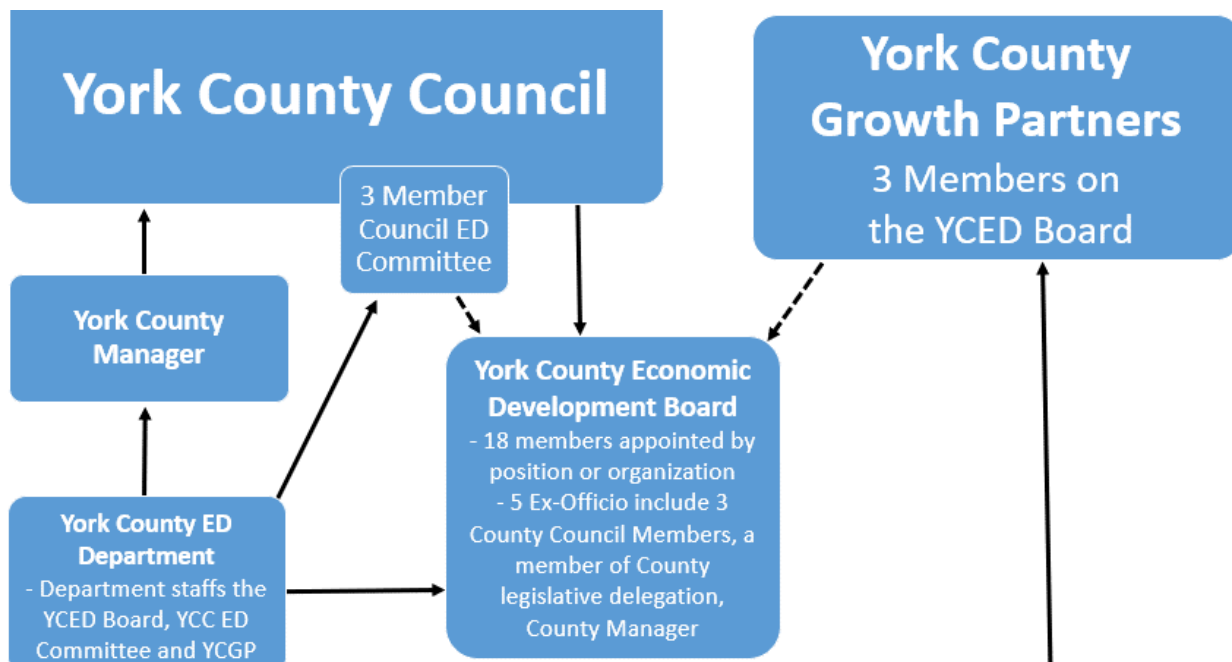 York County Council
3 Member
Council ED
Committee
York County
Growth Partners
3 Members on
the YCED Board
York County
Manager
York County Economic
Development Board
- 18 members appointed by
position or organization
- 5 Ex-Officio include 3
County Council Members, a
member of County
legislative delegation,
County Manager
York County ED
Department
- Department staffs the
YCED Board, YCC ED
Committee and YCGP